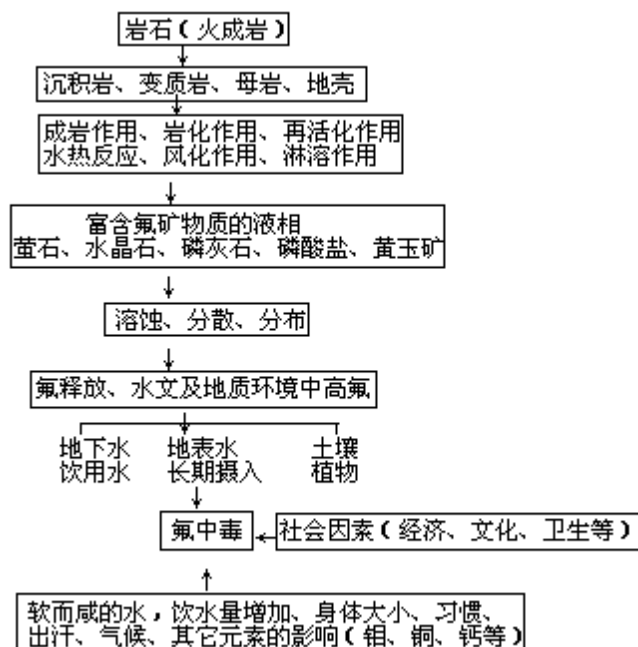 岩石(火成岩)
沉积岩、变质岩、母岩、地壳
成岩作用、岩化作用、再活化作用
水热反应、风化作用、淋溶作用
富含氟矿物质的液相
萤石、水晶石、磷灰石、磷酸盐、黄玉矿
溶蚀、分散、分布
氟释放、水文及地质环境中高氟
地下水 地表水 土壤
饮用水 长期摄入 植物
氟中毒 社会因素(经济、文化、卫生等)
软而咸的水，饮水量增加、身体大小、习惯、
出汗、气候、其它元素的影响(钼、铜、钙等)